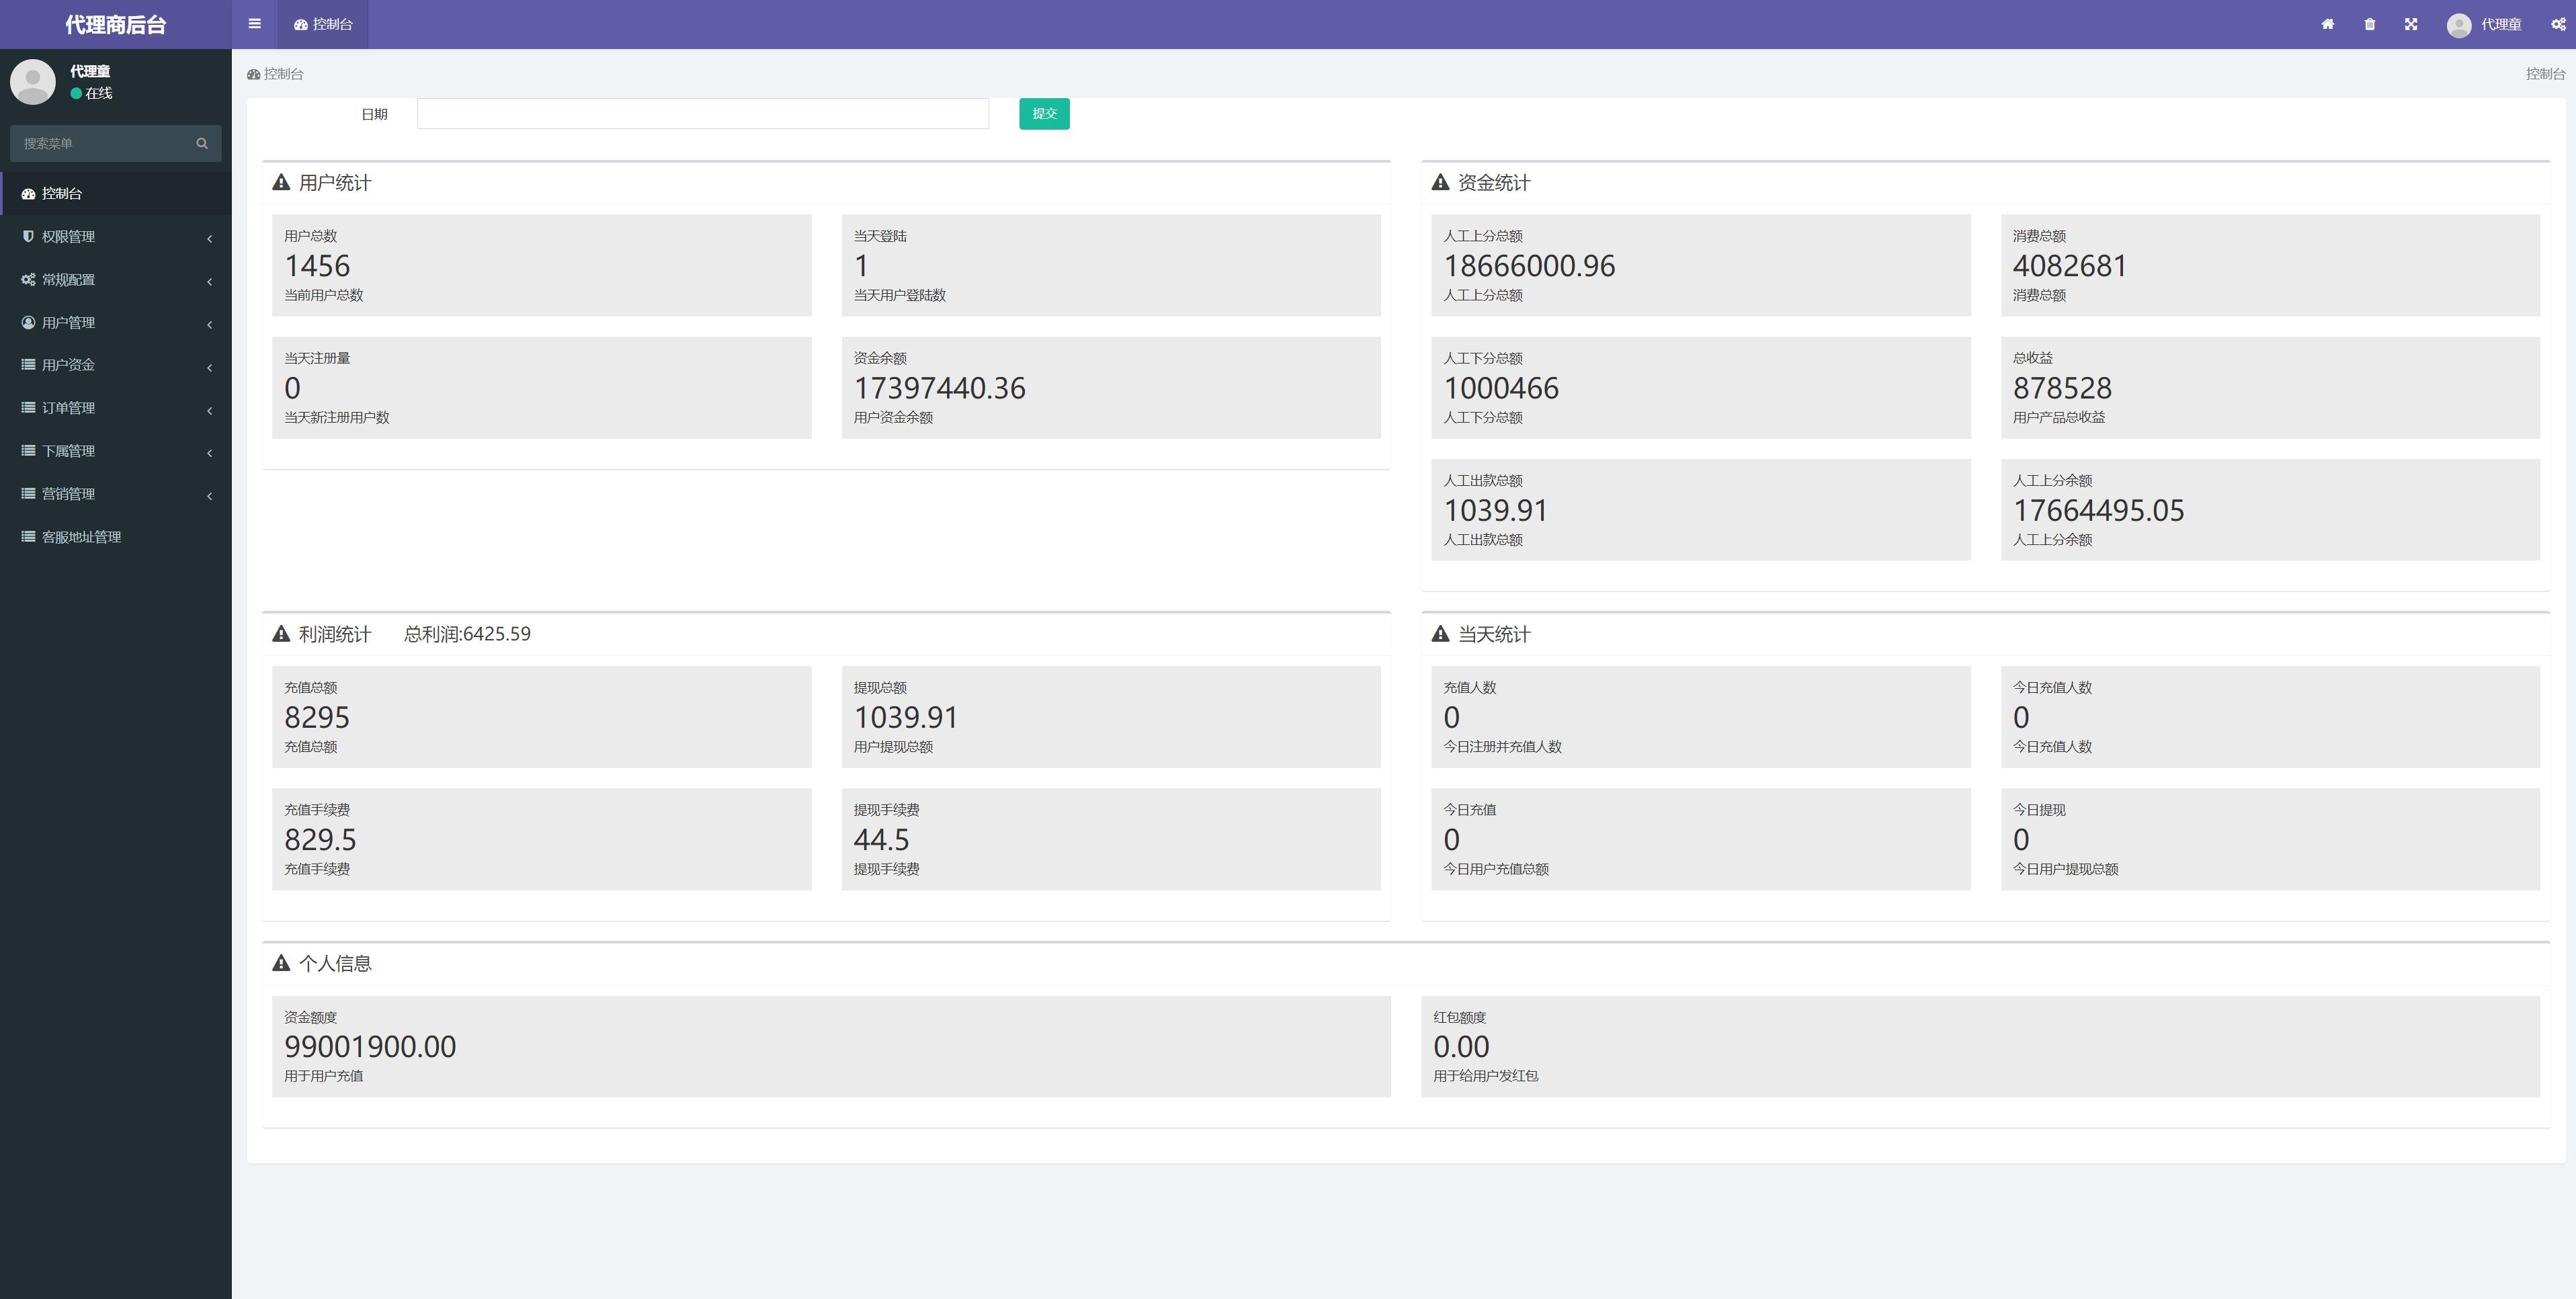 代理商后台
控制台
代理童
代理童
在线
搜索菜单
控制台
权限管理
常规配置
用户管理
用户资金
订单管理
下属管理
营销管理
客服地址管理
控制台
控制台
日期
提交
用户统计
用户总数
1456
当前用户总数
当天登陆
1
当天用户登陆数
当天注册量
0
当天新注册用户数
资金余额
17397440.36
用户资金余额
资金统计
人工上分总额
18666000.96
人工上分总额
消费总额
4082681
消费总额
人工下分总额
1000466
人工下分总额
总收益
878528
用户产品总收益
人工出款总额
1039.91
人工出款总额
人工上分余额
17664495.05
人工上分余额
利润统计 总利润:6425.59
充值总额
8295
充值总额
提现总额
1039.91
用户提现总额
充值手续费
829.5
充值手续费
提现手续费
44.5
提现手续费
当天统计
充值人数
0
今日注册并充值人数
今日充值人数
0
今日充值人数
今日充值
0
今日用户充值总额
今日提现
0
今日用户提现总额
个人信息
资金额度
99001900.00
用于用户充值
红包额度
0.00
用于给用户发红包